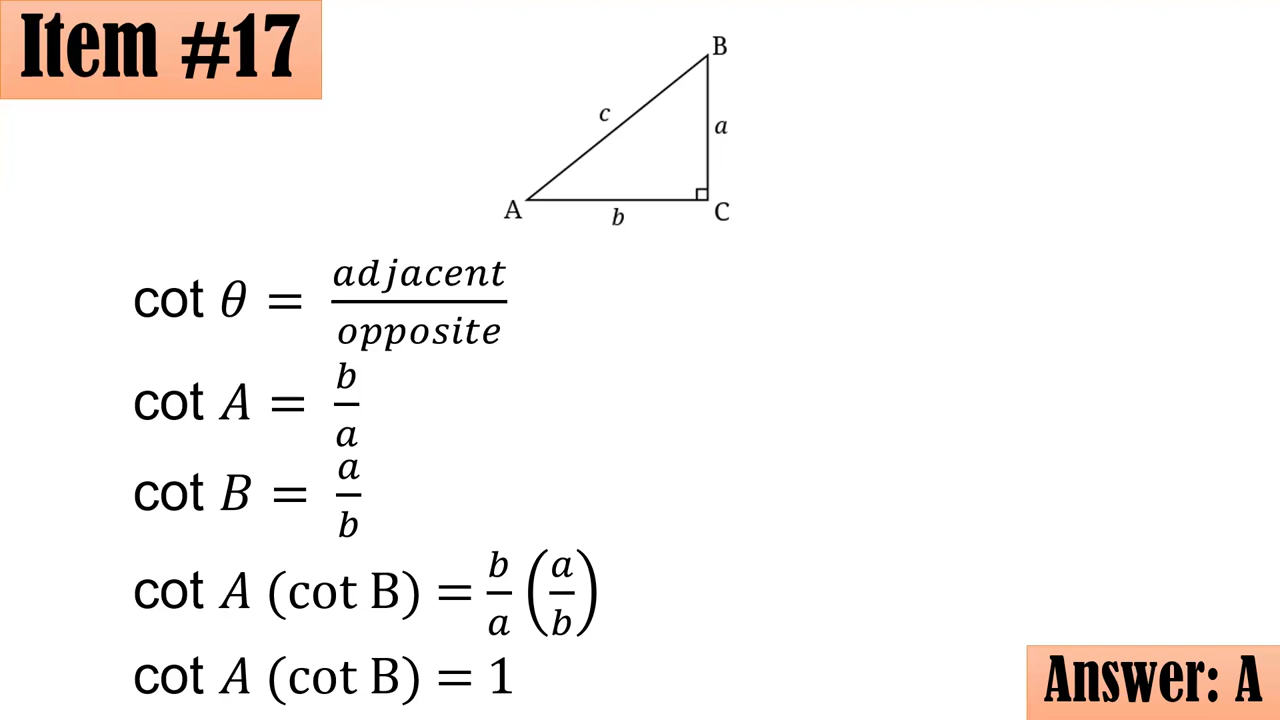 Item #17
B
c
a
A
b
C
cot θ = adjacent/opposite
cot A = b/a
cot B = a/b
cot A (cot B) = b/a (a/b)
cot A (cot B) = 1
Answer: A